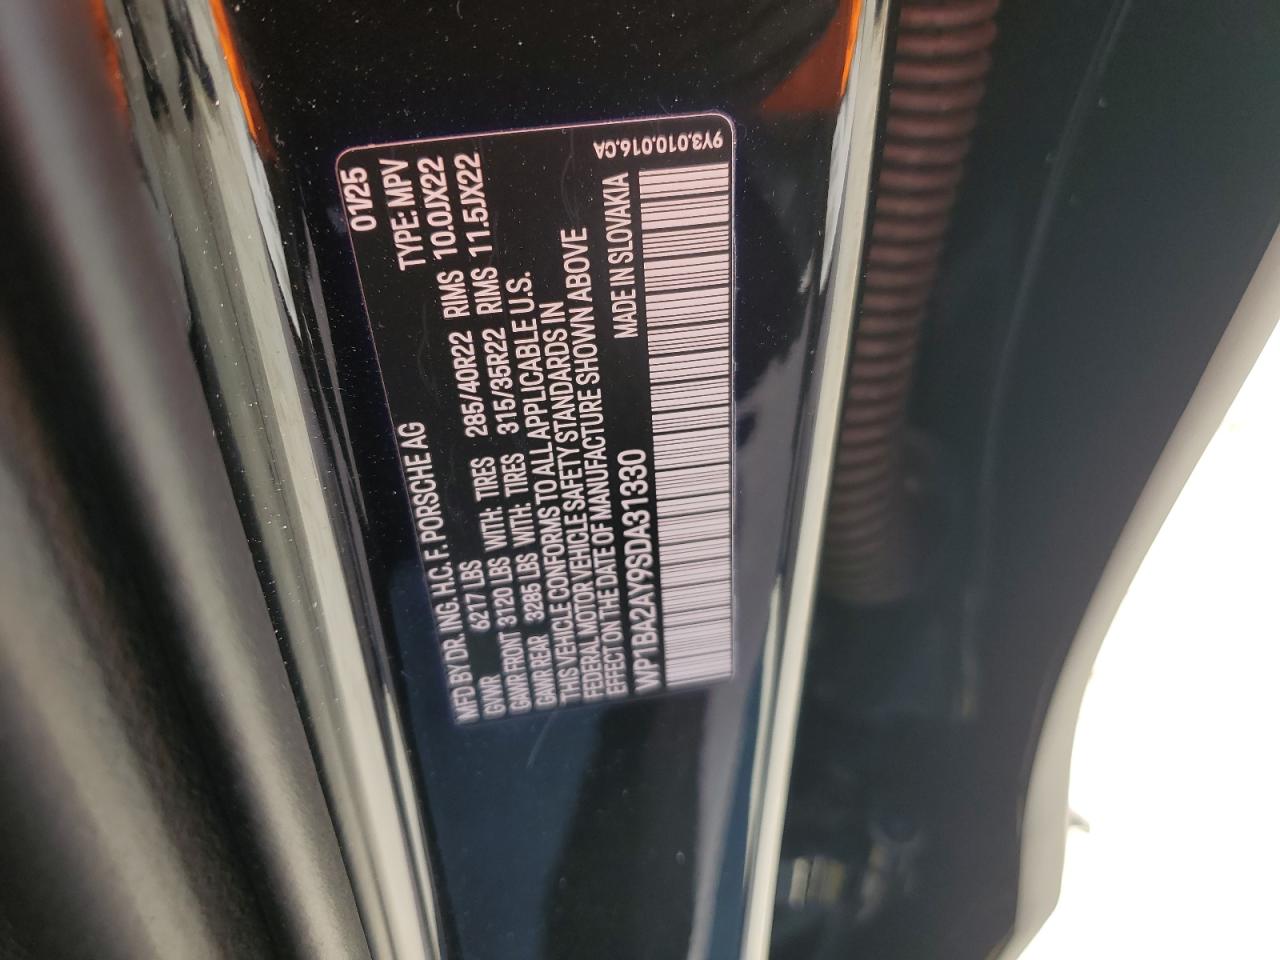 01/25
MFD BY DR. ING. H.C. F. PORSCHE AG TYPE: MPV
GVWR 6217 LBS
GAWR FRONT 3120 LBS WITH: TIRES 285/40R22 RIMS 10.0JX22
GAWR REAR 3285 LBS WITH: TIRES 315/35R22 RIMS 11.5JX22
THIS VEHICLE CONFORMS TO ALL APPLICABLE U.S.
FEDERAL MOTOR VEHICLE SAFETY STANDARDS IN
EFFECT ON THE DATE OF MANUFACTURE SHOWN ABOVE
WP1BA2AY9SDA31330 MADE IN SLOVAKIA
9Y3.010.016.CA